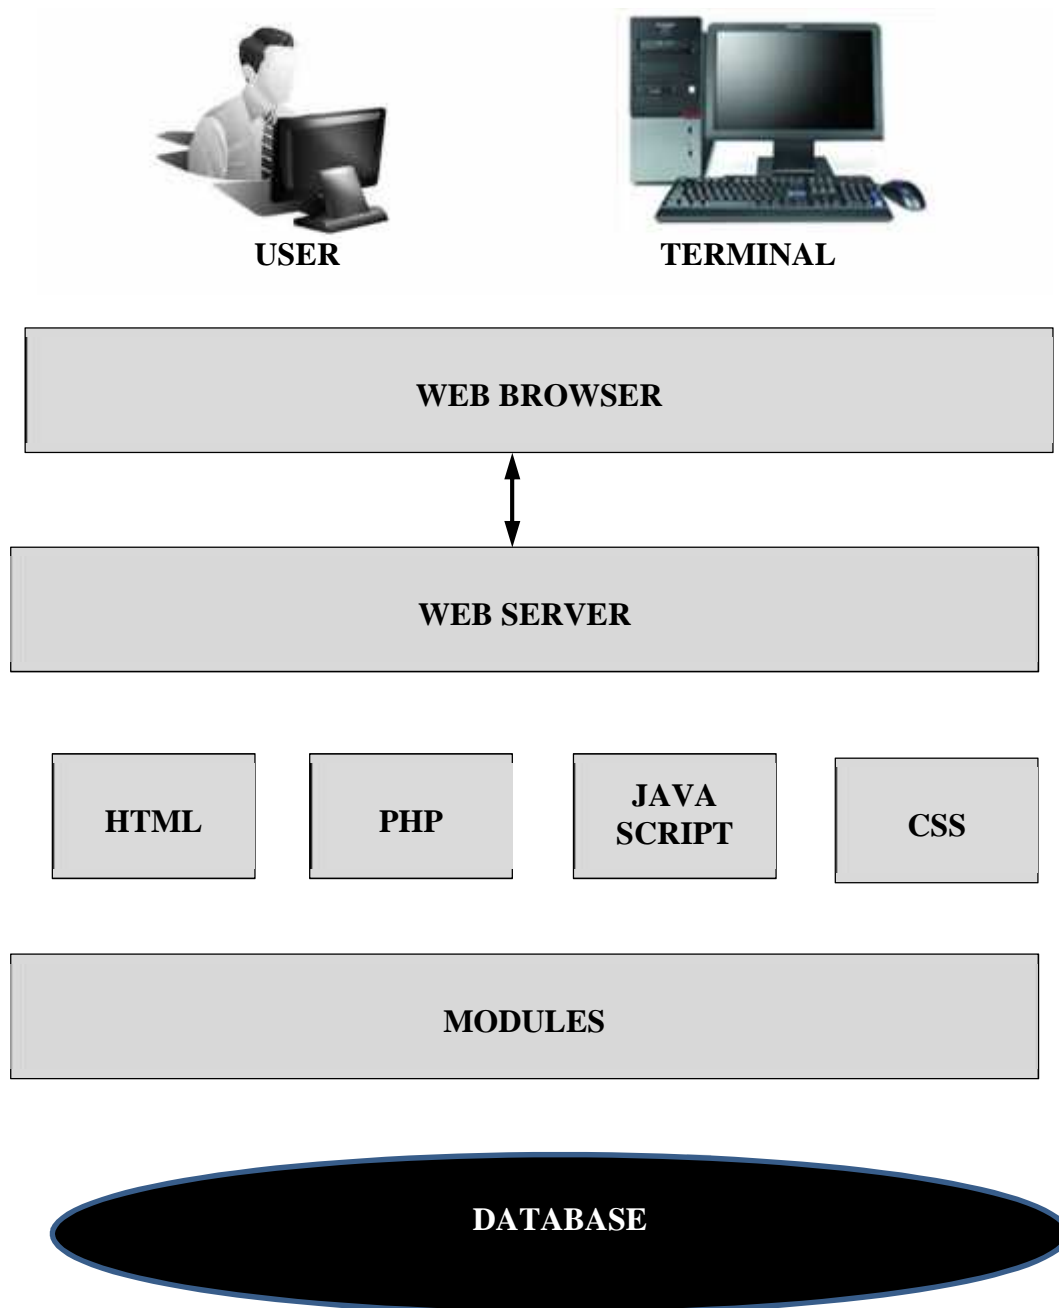 USER
TERMINAL
WEB BROWSER
WEB SERVER
HTML
PHP
JAVA
SCRIPT
CSS
MODULES
DATABASE